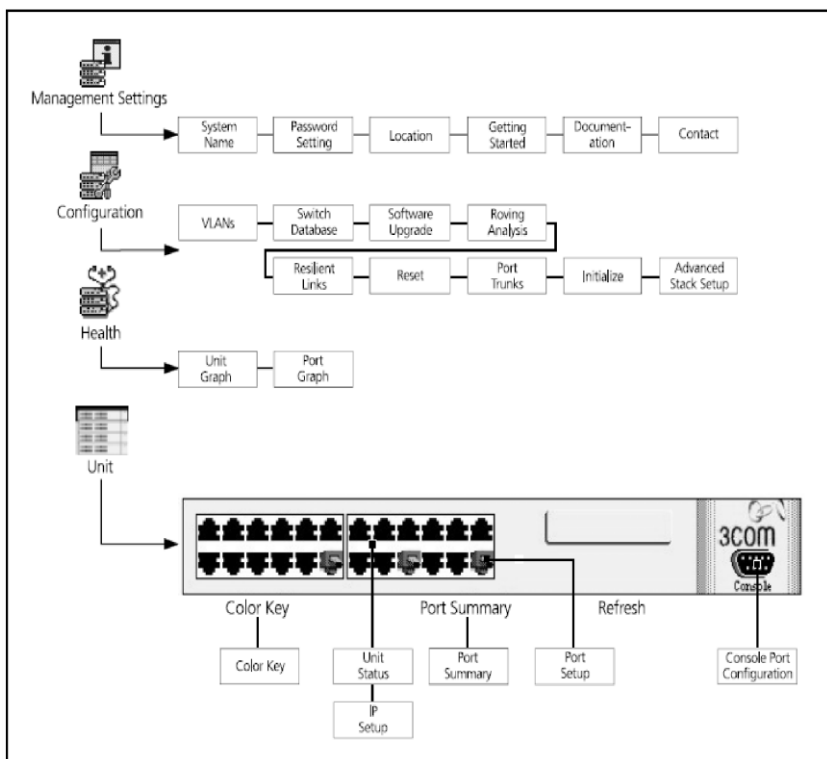 Management Settings
System
Name
Password
Setting
Location
Getting
Started
Document-
ation
Contact
Configuration
VLANs
Switch
Database
Software
Upgrade
Roving
Analysis
Resilient
Links
Reset
Port
Trunks
Initialize
Advanced
Stack Setup
Health
Unit
Graph
Port
Graph
Unit
3COM
Console
Color Key
Port Summary
Refresh
Color Key
Unit
Status
Port
Summary
Port
Setup
Console Port
Configuration
IP
Setup